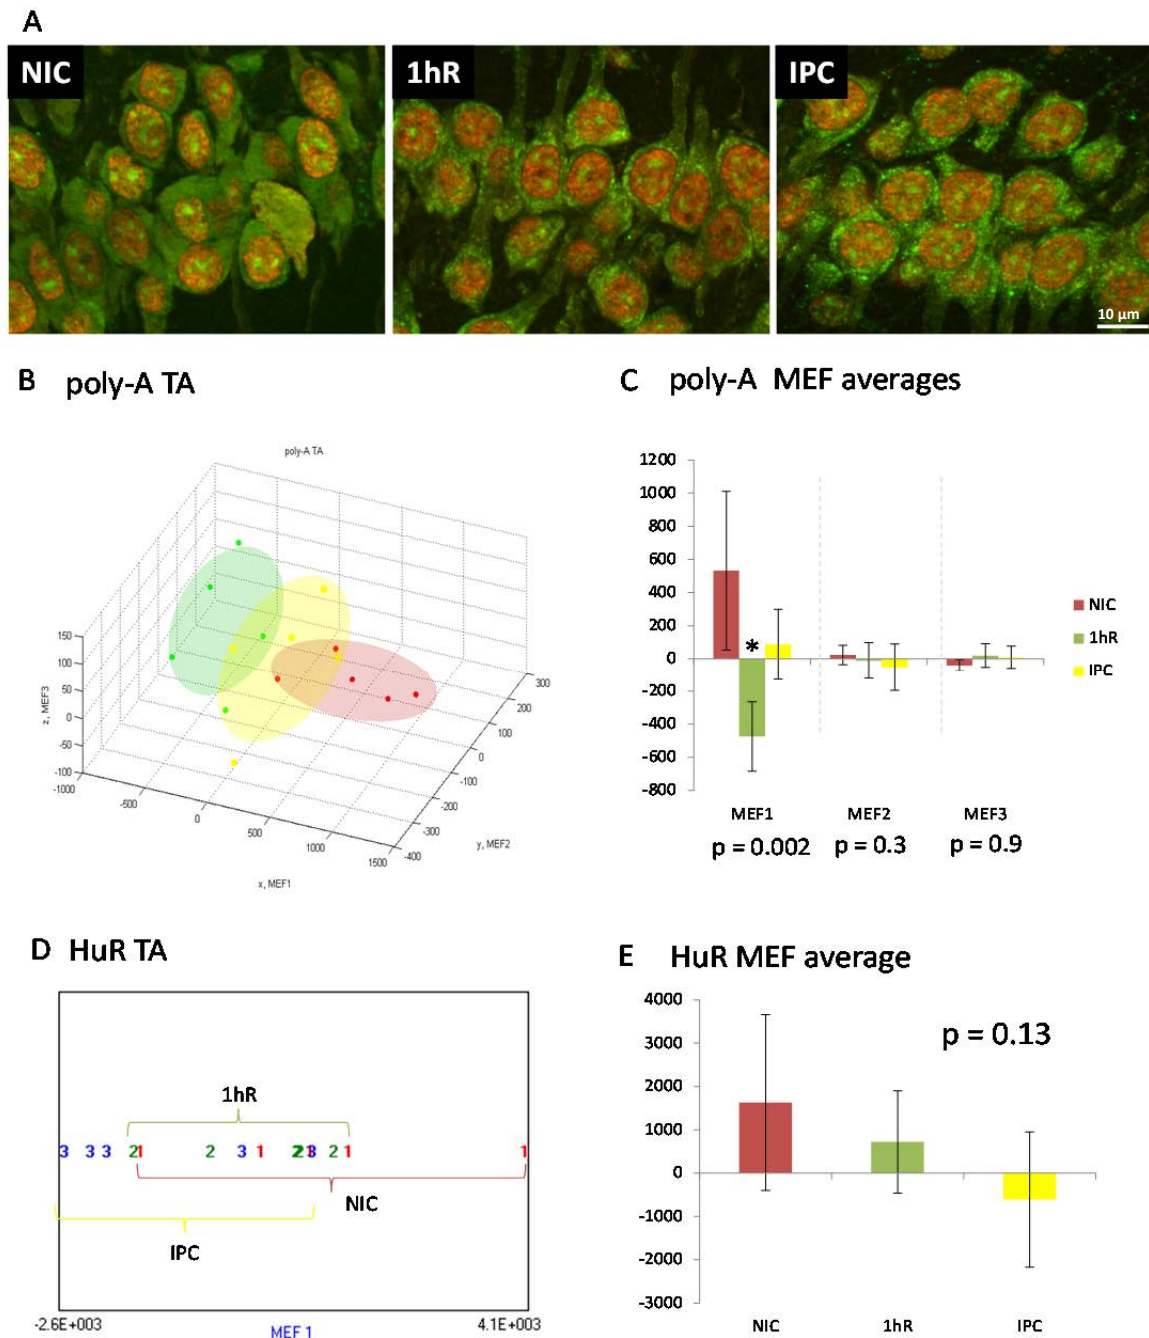 A
NIC
1hR
IPC
10 µm
B poly-A TA
poly-A TA
150
100
50
0
-50
-100
z, MEF3
-1000
-500
0
500
1000
1500
x, MEF1
-400
-300
-200
-100
0
100
200
300
y, MEF2
C poly-A MEF averages
1200
1000
800
600
400
200
0
-200
-400
-600
-800
*
NIC
1hR
IPC
MEF1 MEF2 MEF3
p = 0.002 p = 0.3 p = 0.9
D HuR TA
1hR
3 3 3 2 1 2 3 1 2 2 1 3 2 1 1
NIC
IPC
-2.6E+003 4.1E+003
MEF 1
E HuR MEF average
p = 0.13
4000
3000
2000
1000
0
-1000
-2000
-3000
NIC 1hR IPC